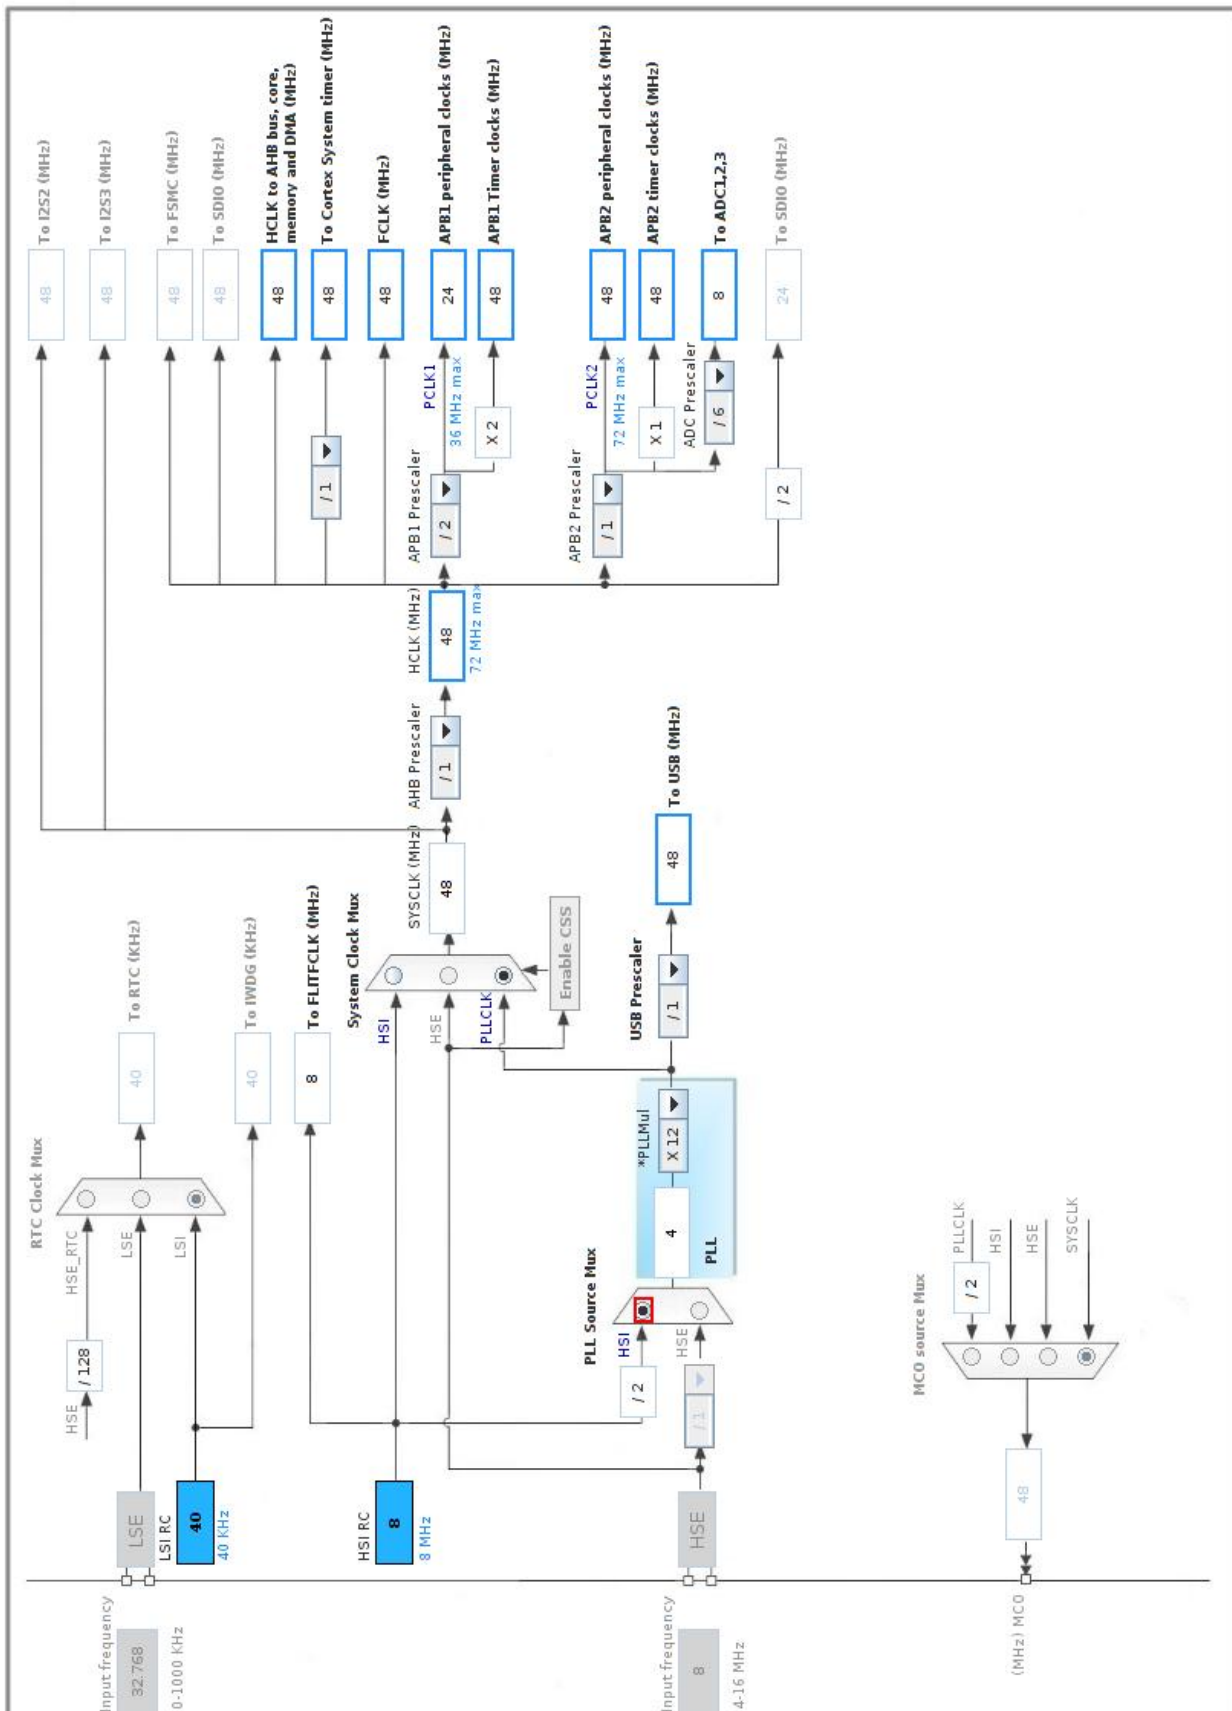 Input frequency
32.768
0-1000 KHz
LSE
LSI RC
40
40 KHz
HSE
/ 128
HSE_RTC
LSE
LSI
RTC Clock Mux
40
To RTC (KHz)
40
To IWDG (KHz)
HSI RC
8
8 MHz
8
To FLITFCLK (MHz)
Input frequency
8
4-16 MHz
HSE
/ 1
/ 2
HSI
HSE
PLL Source Mux
4
*PLLMul
X 12
PLL
USB Prescaler
/ 1
48
To USB (MHz)
System Clock Mux
HSI
HSE
PLLCLK
Enable CSS
SYSCLK (MHz)
48
AHB Prescaler
/ 1
HCLK (MHz)
48
72 MHz max
48
To I2S2 (MHz)
48
To I2S3 (MHz)
48
To FSMC (MHz)
48
To SDIO (MHz)
48
HCLK to AHB bus, core,
memory and DMA (MHz)
/ 1
48
To Cortex System timer (MHz)
48
FCLK (MHz)
APB1 Prescaler
/ 2
PCLK1
36 MHz max
24
APB1 peripheral clocks (MHz)
X 2
48
APB1 Timer clocks (MHz)
APB2 Prescaler
/ 1
PCLK2
72 MHz max
48
APB2 peripheral clocks (MHz)
X 1
48
APB2 timer clocks (MHz)
ADC Prescaler
/ 6
8
To ADC1,2,3
/ 2
24
To SDIO (MHz)
(MHz) MCO
48
MCO source Mux
/ 2
PLLCLK
HSI
HSE
SYSCLK